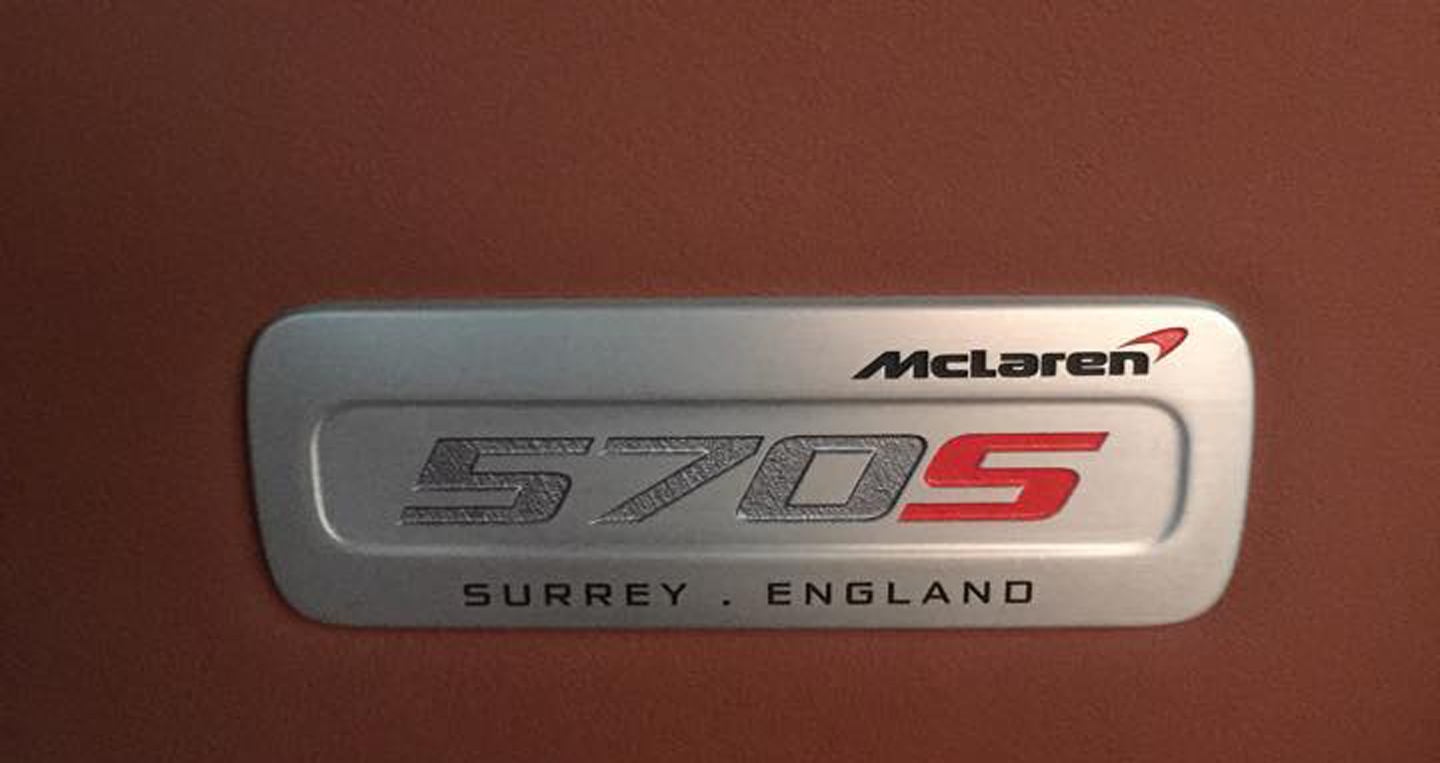 McLaren
570S
SURREY . ENGLAND